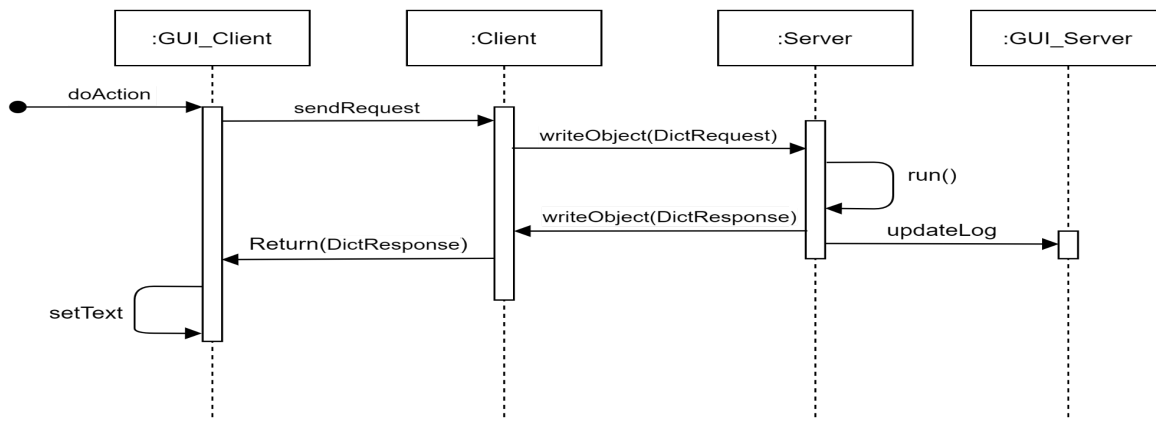 :GUI_Client
:Client
:Server
:GUI_Server
doAction
sendRequest
writeObject(DictRequest)
run()
writeObject(DictResponse)
updateLog
Return(DictResponse)
setText